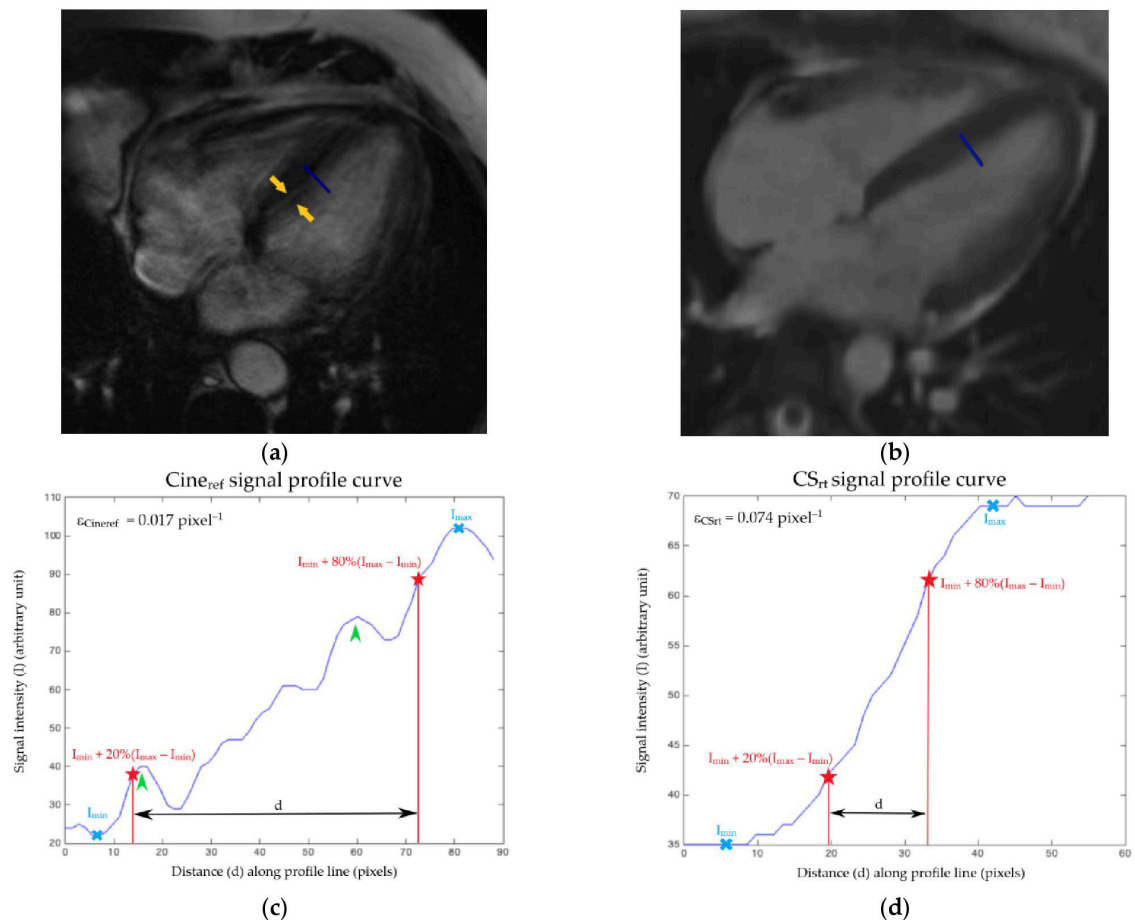 (a)
(b)
Cineref signal profile curve
εCineref = 0.017 pixel⁻¹
Imax
Imin + 80%(Imax – Imin)
Imin + 20%(Imax – Imin)
Imin
d
110
100
90
80
70
60
50
40
30
20
0 10 20 30 40 50 60 70 80 90
Signal intensity (I) (arbitrary unit)
Distance (d) along profile line (pixels)
(c)
CSrt signal profile curve
εCSrt = 0.074 pixel⁻¹
Imax
Imin + 80%(Imax – Imin)
Imin + 20%(Imax – Imin)
Imin
d
70
65
60
55
50
45
40
35
0 10 20 30 40 50 60
Signal intensity (I) (arbitrary unit)
Distance (d) along profile line (pixels)
(d)